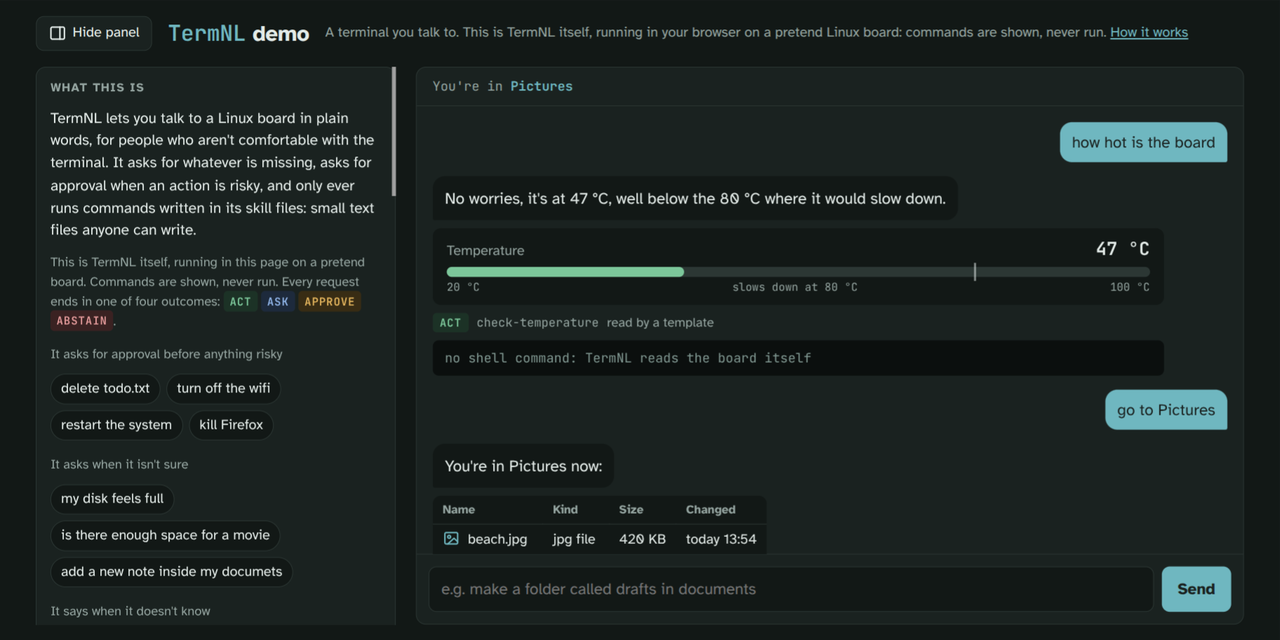 Hide panel
TermNL demo
A terminal you talk to. This is TermNL itself, running in your browser on a pretend Linux board: commands are shown, never run. How it works
WHAT THIS IS
TermNL lets you talk to a Linux board in plain
words, for people who aren't comfortable with the
terminal. It asks for whatever is missing, asks for
approval when an action is risky, and only ever
runs commands written in its skill files: small text
files anyone can write.
This is TermNL itself, running in this page on a pretend
board. Commands are shown, never run. Every request
ends in one of four outcomes: ACT ASK APPROVE
ABSTAIN.
It asks for approval before anything risky
delete todo.txt turn off the wifi
restart the system kill Firefox
It asks when it isn't sure
my disk feels full
is there enough space for a movie
add a new note inside my documets
It says when it doesn't know
You're in Pictures
how hot is the board
No worries, it's at 47 °C, well below the 80 °C where it would slow down.
Temperature 47 °C
20 °C slows down at 80 °C 100 °C
ACT check-temperature read by a template
no shell command: TermNL reads the board itself
go to Pictures
You're in Pictures now:
Name Kind Size Changed
beach.jpg jpg file 420 KB today 13:54
e.g. make a folder called drafts in documents
Send